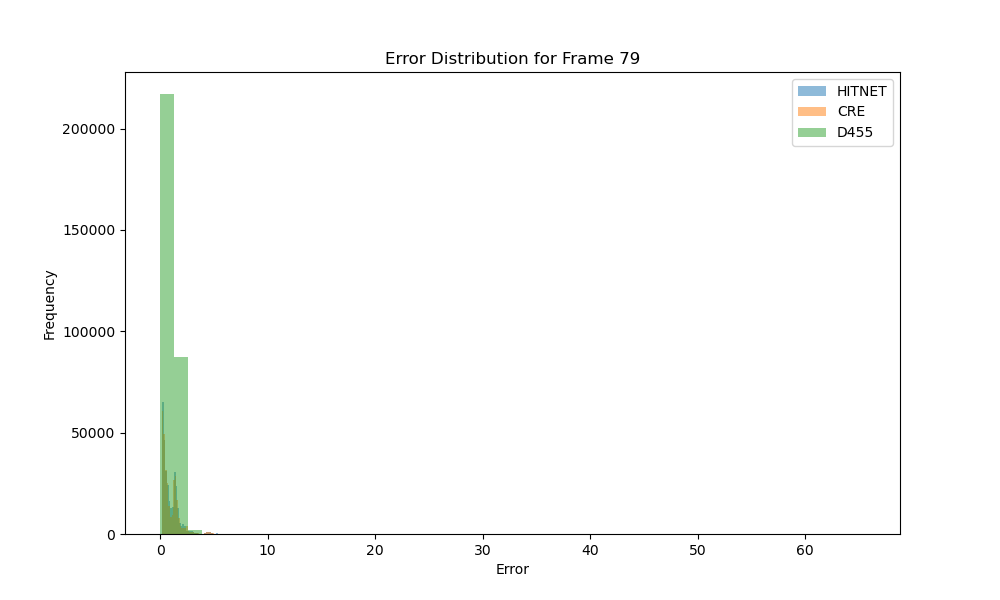 Error Distribution for Frame 79
HITNET
CRE
D455
Frequency
200000
150000
100000
50000
0
0 10 20 30 40 50 60
Error